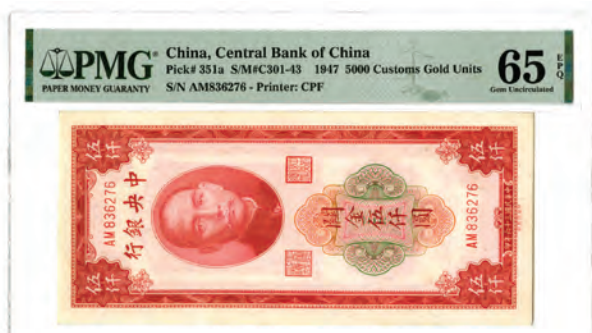 PMG
PAPER MONEY GUARANTY
China, Central Bank of China
Pick# 351a S/M#C301-43 1947 5000 Customs Gold Units
S/N AM836276 - Printer: CPF
65 EPQ
Gem Uncirculated
伍仟
伍仟
AM836276
中央銀行
關金伍仟圓
AM836276
伍仟
伍仟